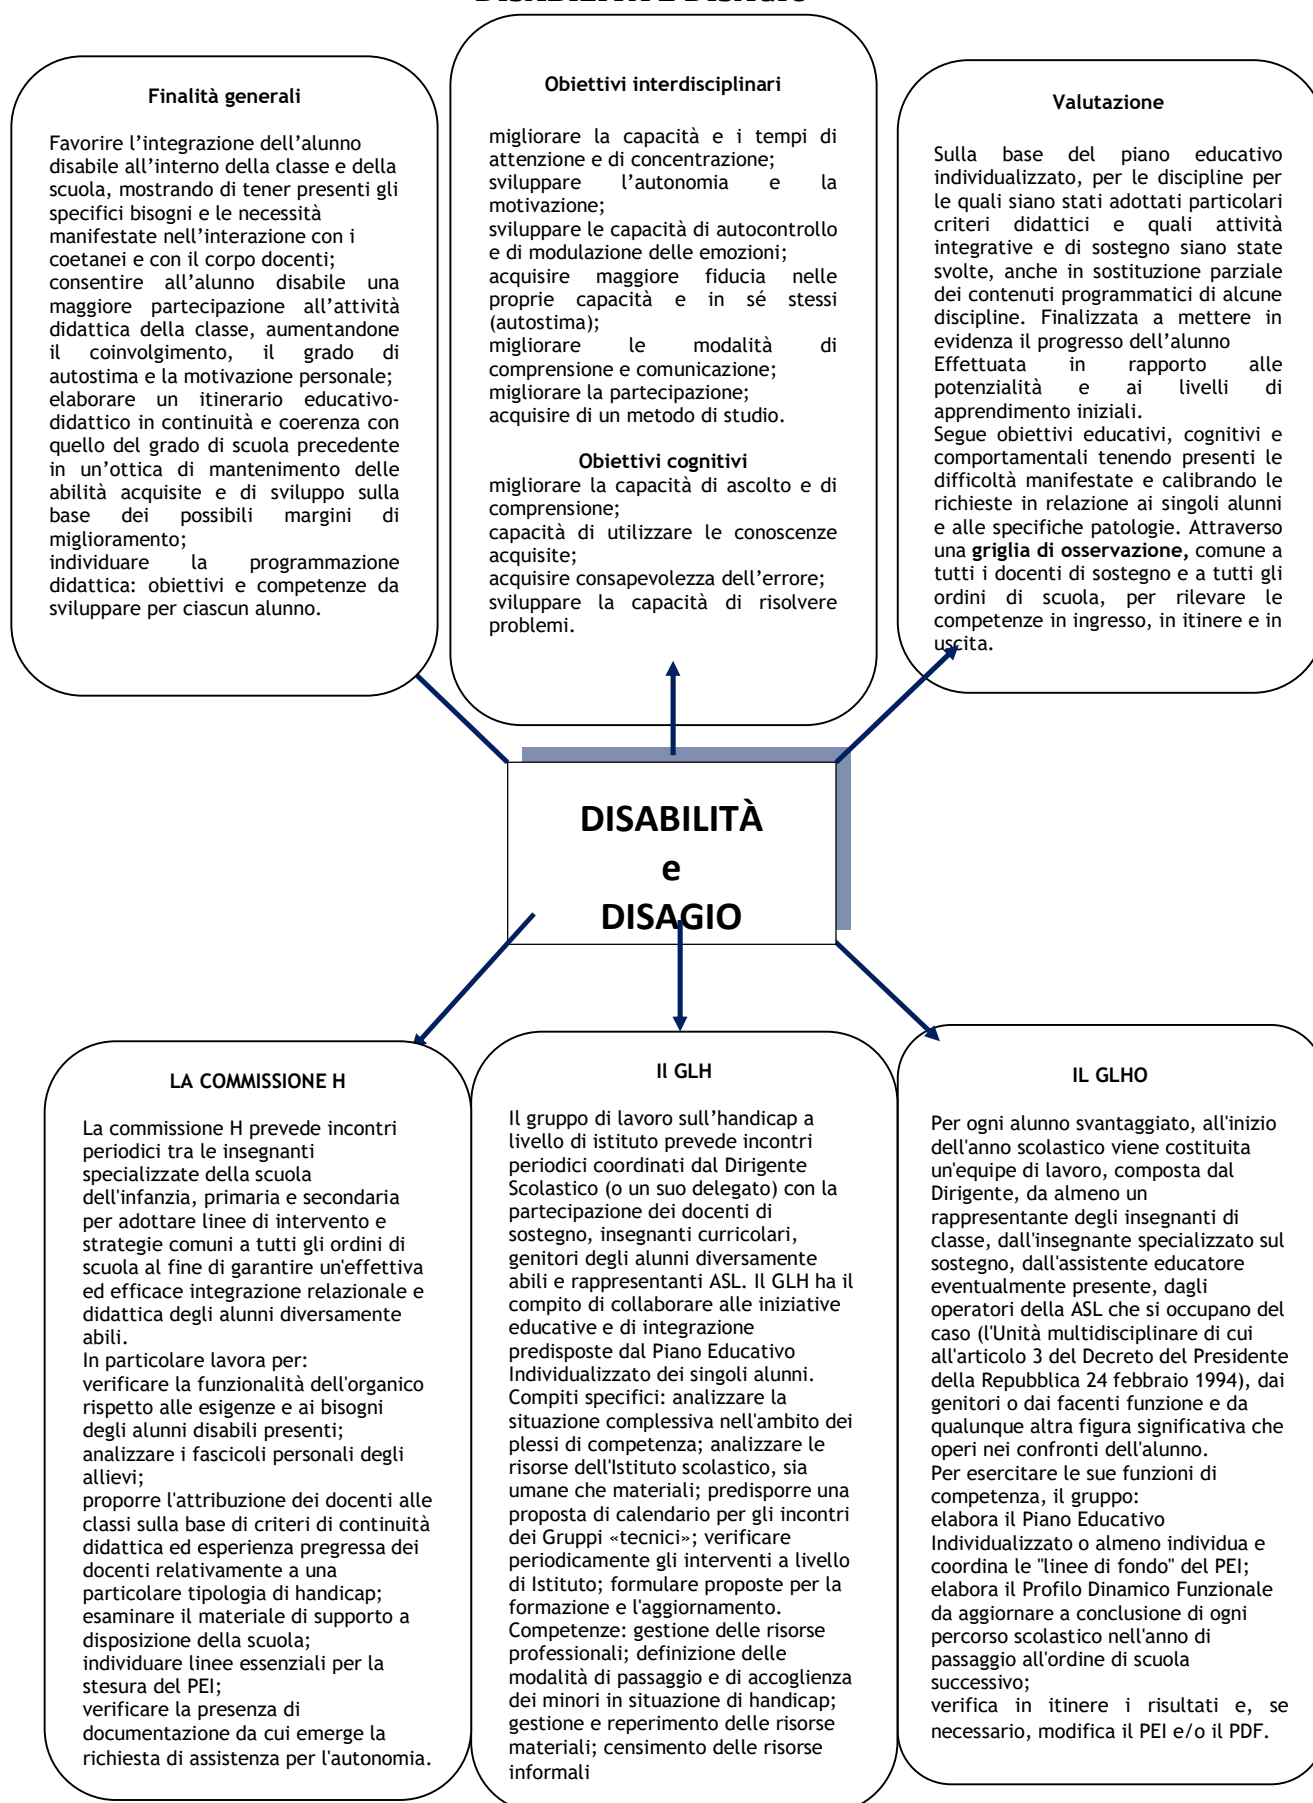 DISABILITÀ E DISAGIO
Finalità generali
Favorire l’integrazione dell’alunno
disabile all’interno della classe e della
scuola, mostrando di tener presenti gli
specifici bisogni e le necessità
manifestate nell’interazione con i
coetanei e con il corpo docenti;
consentire all’alunno disabile una
maggiore partecipazione all’attività
didattica della classe, aumentandone
il coinvolgimento, il grado di
autostima e la motivazione personale;
elaborare un itinerario educativo-
didattico in continuità e coerenza con
quello del grado di scuola precedente
in un’ottica di mantenimento delle
abilità acquisite e di sviluppo sulla
base dei possibili margini di
miglioramento;
individuare la programmazione
didattica: obiettivi e competenze da
sviluppare per ciascun alunno.
Obiettivi interdisciplinari
migliorare la capacità e i tempi di
attenzione e di concentrazione;
sviluppare l’autonomia e la
motivazione;
sviluppare le capacità di autocontrollo
e di modulazione delle emozioni;
acquisire maggiore fiducia nelle
proprie capacità e in sé stessi
(autostima);
migliorare le modalità di
comprensione e comunicazione;
migliorare la partecipazione;
acquisire di un metodo di studio.
Obiettivi cognitivi
migliorare la capacità di ascolto e di
comprensione;
capacità di utilizzare le conoscenze
acquisite;
acquisire consapevolezza dell’errore;
sviluppare la capacità di risolvere
problemi.
Valutazione
Sulla base del piano educativo
individualizzato, per le discipline per
le quali siano stati adottati particolari
criteri didattici e quali attività
integrative e di sostegno siano state
svolte, anche in sostituzione parziale
dei contenuti programmatici di alcune
discipline. Finalizzata a mettere in
evidenza il progresso dell’alunno
Effettuata in rapporto alle
potenzialità e ai livelli di
apprendimento iniziali.
Segue obiettivi educativi, cognitivi e
comportamentali tenendo presenti le
difficoltà manifestate e calibrando le
richieste in relazione ai singoli alunni
e alle specifiche patologie. Attraverso
una griglia di osservazione, comune a
tutti i docenti di sostegno e a tutti gli
ordini di scuola, per rilevare le
competenze in ingresso, in itinere e in
uscita.
DISABILITÀ
e
DISAGIO
LA COMMISSIONE H
La commissione H prevede incontri
periodici tra le insegnanti
specializzate della scuola
dell'infanzia, primaria e secondaria
per adottare linee di intervento e
strategie comuni a tutti gli ordini di
scuola al fine di garantire un'effettiva
ed efficace integrazione relazionale e
didattica degli alunni diversamente
abili.
In particolare lavora per:
verificare la funzionalità dell'organico
rispetto alle esigenze e ai bisogni
degli alunni disabili presenti;
analizzare i fascicoli personali degli
allievi;
proporre l'attribuzione dei docenti alle
classi sulla base di criteri di continuità
didattica ed esperienza pregressa dei
docenti relativamente a una
particolare tipologia di handicap;
esaminare il materiale di supporto a
disposizione della scuola;
individuare linee essenziali per la
stesura del PEI;
verificare la presenza di
documentazione da cui emerge la
richiesta di assistenza per l'autonomia.
Il GLH
Il gruppo di lavoro sull’handicap a
livello di istituto prevede incontri
periodici coordinati dal Dirigente
Scolastico (o un suo delegato) con la
partecipazione dei docenti di
sostegno, insegnanti curricolari,
genitori degli alunni diversamente
abili e rappresentanti ASL. Il GLH ha il
compito di collaborare alle iniziative
educative e di integrazione
predisposte dal Piano Educativo
Individualizzato dei singoli alunni.
Compiti specifici: analizzare la
situazione complessiva nell'ambito dei
plessi di competenza; analizzare le
risorse dell'Istituto scolastico, sia
umane che materiali; predisporre una
proposta di calendario per gli incontri
dei Gruppi «tecnici»; verificare
periodicamente gli interventi a livello
di Istituto; formulare proposte per la
formazione e l'aggiornamento.
Competenze: gestione delle risorse
professionali; definizione delle
modalità di passaggio e di accoglienza
dei minori in situazione di handicap;
gestione e reperimento delle risorse
materiali; censimento delle risorse
informali
IL GLHO
Per ogni alunno svantaggiato, all'inizio
dell'anno scolastico viene costituita
un'equipe di lavoro, composta dal
Dirigente, da almeno un
rappresentante degli insegnanti di
classe, dall'insegnante specializzato sul
sostegno, dall'assistente educatore
eventualmente presente, dagli
operatori della ASL che si occupano del
caso (l'Unità multidisciplinare di cui
all'articolo 3 del Decreto del Presidente
della Repubblica 24 febbraio 1994), dai
genitori o dai facenti funzione e da
qualunque altra figura significativa che
operi nei confronti dell'alunno.
Per esercitare le sue funzioni di
competenza, il gruppo:
elabora il Piano Educativo
Individualizzato o almeno individua e
coordina le "linee di fondo" del PEI;
elabora il Profilo Dinamico Funzionale
da aggiornare a conclusione di ogni
percorso scolastico nell'anno di
passaggio all'ordine di scuola
successivo;
verifica in itinere i risultati e, se
necessario, modifica il PEI e/o il PDF.